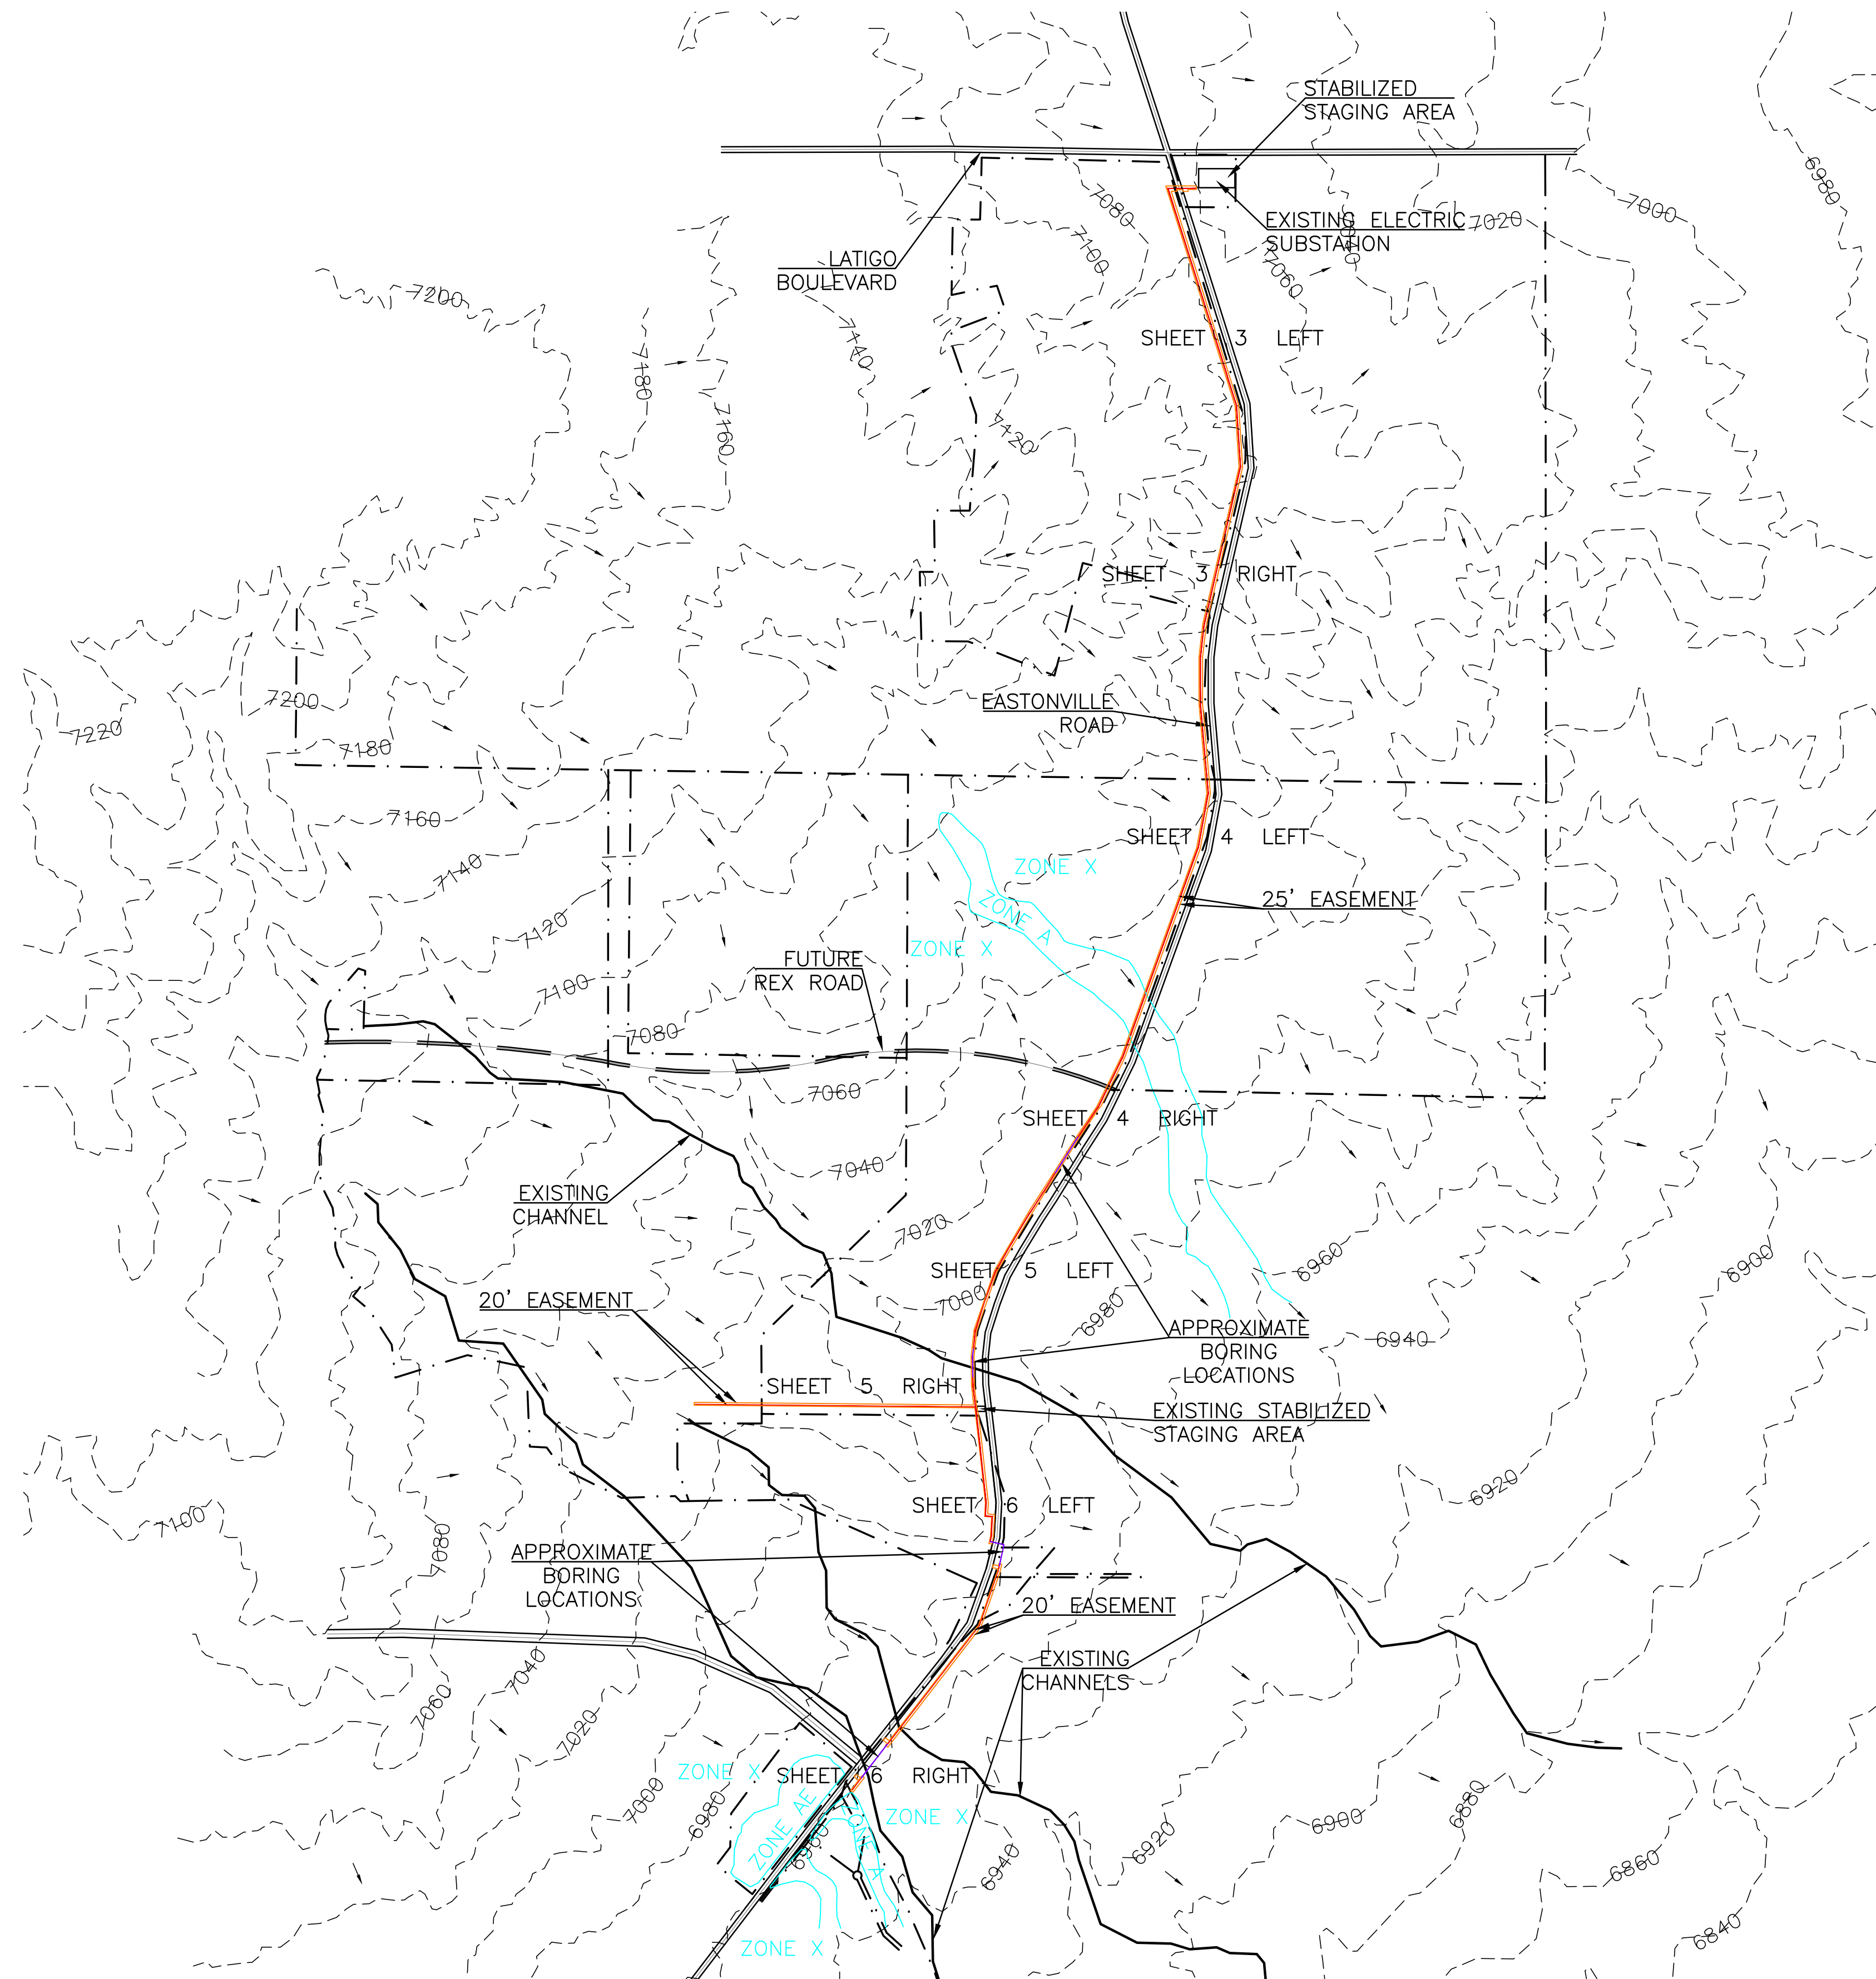 STABILIZED
STAGING AREA
6980
7080
7000
7020
EXISTING ELECTRIC
SUBSTATION
7040
7100
LATIGO
BOULEVARD
7060
7200
SHEET 3 LEFT
7140
7180
7160
7120
SHEET 3 RIGHT
EASTONVILLE
ROAD
7200
7220
7180
7160
SHEET 4 LEFT
ZONE X
7140
ZONE A
25' EASEMENT
7120
ZONE X
FUTURE
REX ROAD
7100
7080
7060
SHEET 4 RIGHT
7040
EXISTING
CHANNEL
7020
6960
6900
SHEET 5 LEFT
20' EASEMENT
7000
6980
APPROXIMATE
BORING
LOCATIONS
6940
SHEET 5 RIGHT
EXISTING STABILIZED
STAGING AREA
6920
SHEET 6 LEFT
7100
7080
APPROXIMATE
BORING
LOCATIONS
20' EASEMENT
EXISTING
CHANNELS
7040
7060
7020
ZONE X
SHEET 6 RIGHT
7000
6980
ZONE AE
ZONE A
ZONE X
6960
6880
6900
6920
6940
6860
6840
ZONE X